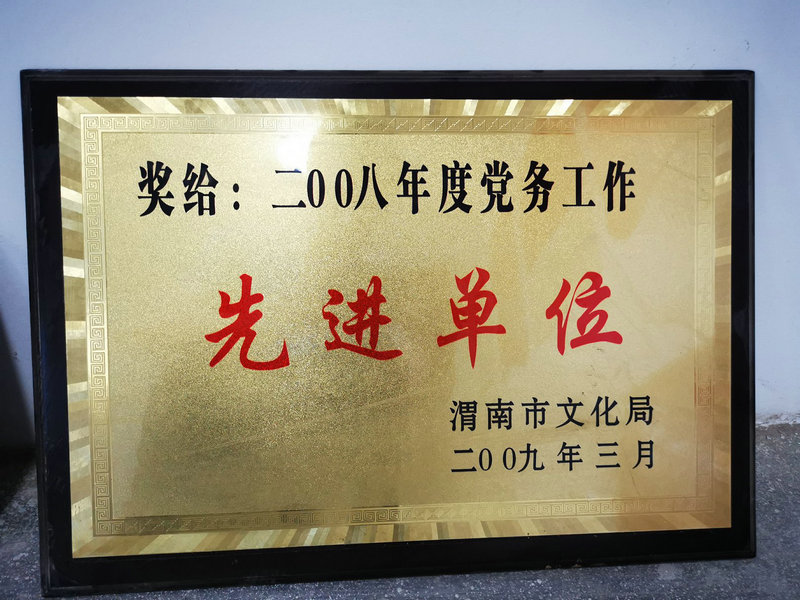 奖给：二00八年度党务工作
先进单位
渭南市文化局
二00九年三月